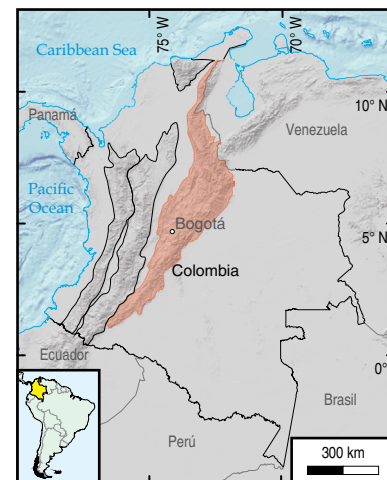 75° W
70° W
Caribbean Sea
10° N
Panamá
Venezuela
Pacific
Ocean
Bogotá
5° N
Colombia
Ecuador
0°
Brasil
Perú
300 km